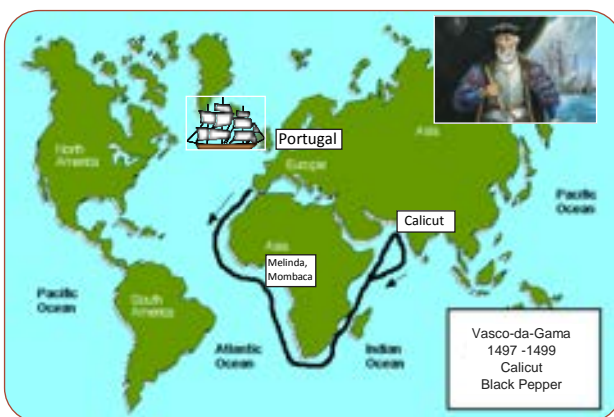 Portugal
Asia
North
America
Europe
Calicut
Pacific
Ocean
Asia
Melinda,
Mombaca
Pacific
Ocean
South
America
Atlantic
Ocean
Indian
Ocean
Vasco-da-Gama
1497 -1499
Calicut
Black Pepper